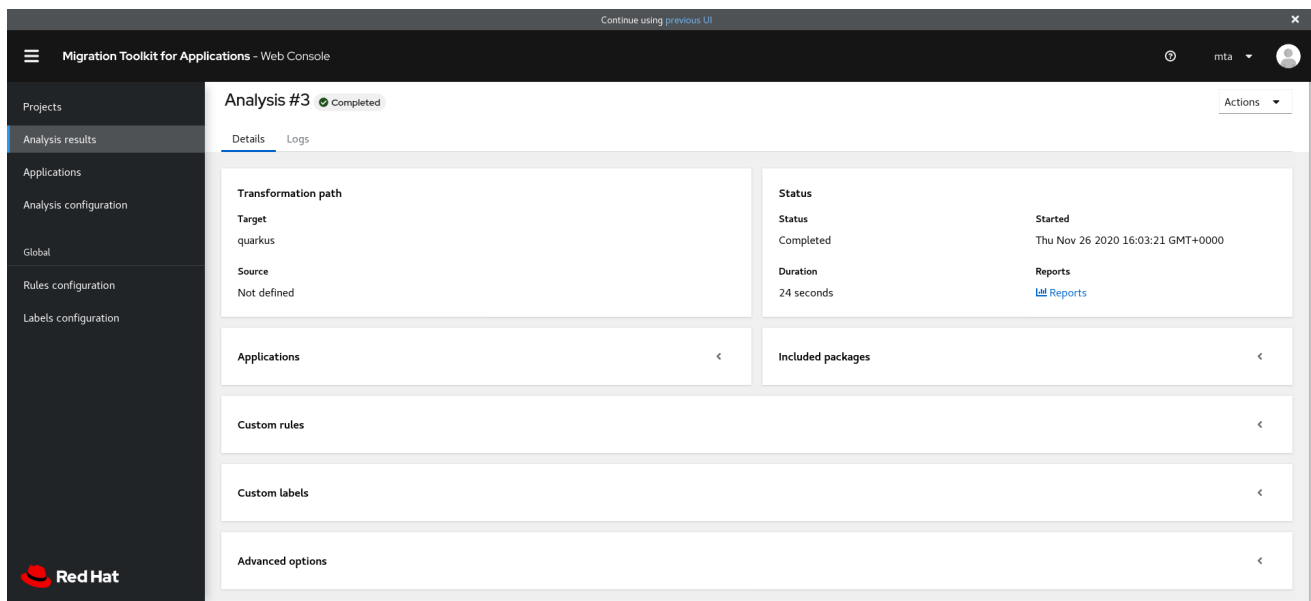 Continue using previous UI
Migration Toolkit for Applications - Web Console
mta
Projects
Analysis results
Applications
Analysis configuration
Global
Rules configuration
Labels configuration
Red Hat
Analysis #3 Completed
Actions
Details Logs
Transformation path
Target
quarkus
Source
Not defined
Status
Status Started
Completed Thu Nov 26 2020 16:03:21 GMT+0000
Duration Reports
24 seconds Reports
Applications
Included packages
Custom rules
Custom labels
Advanced options